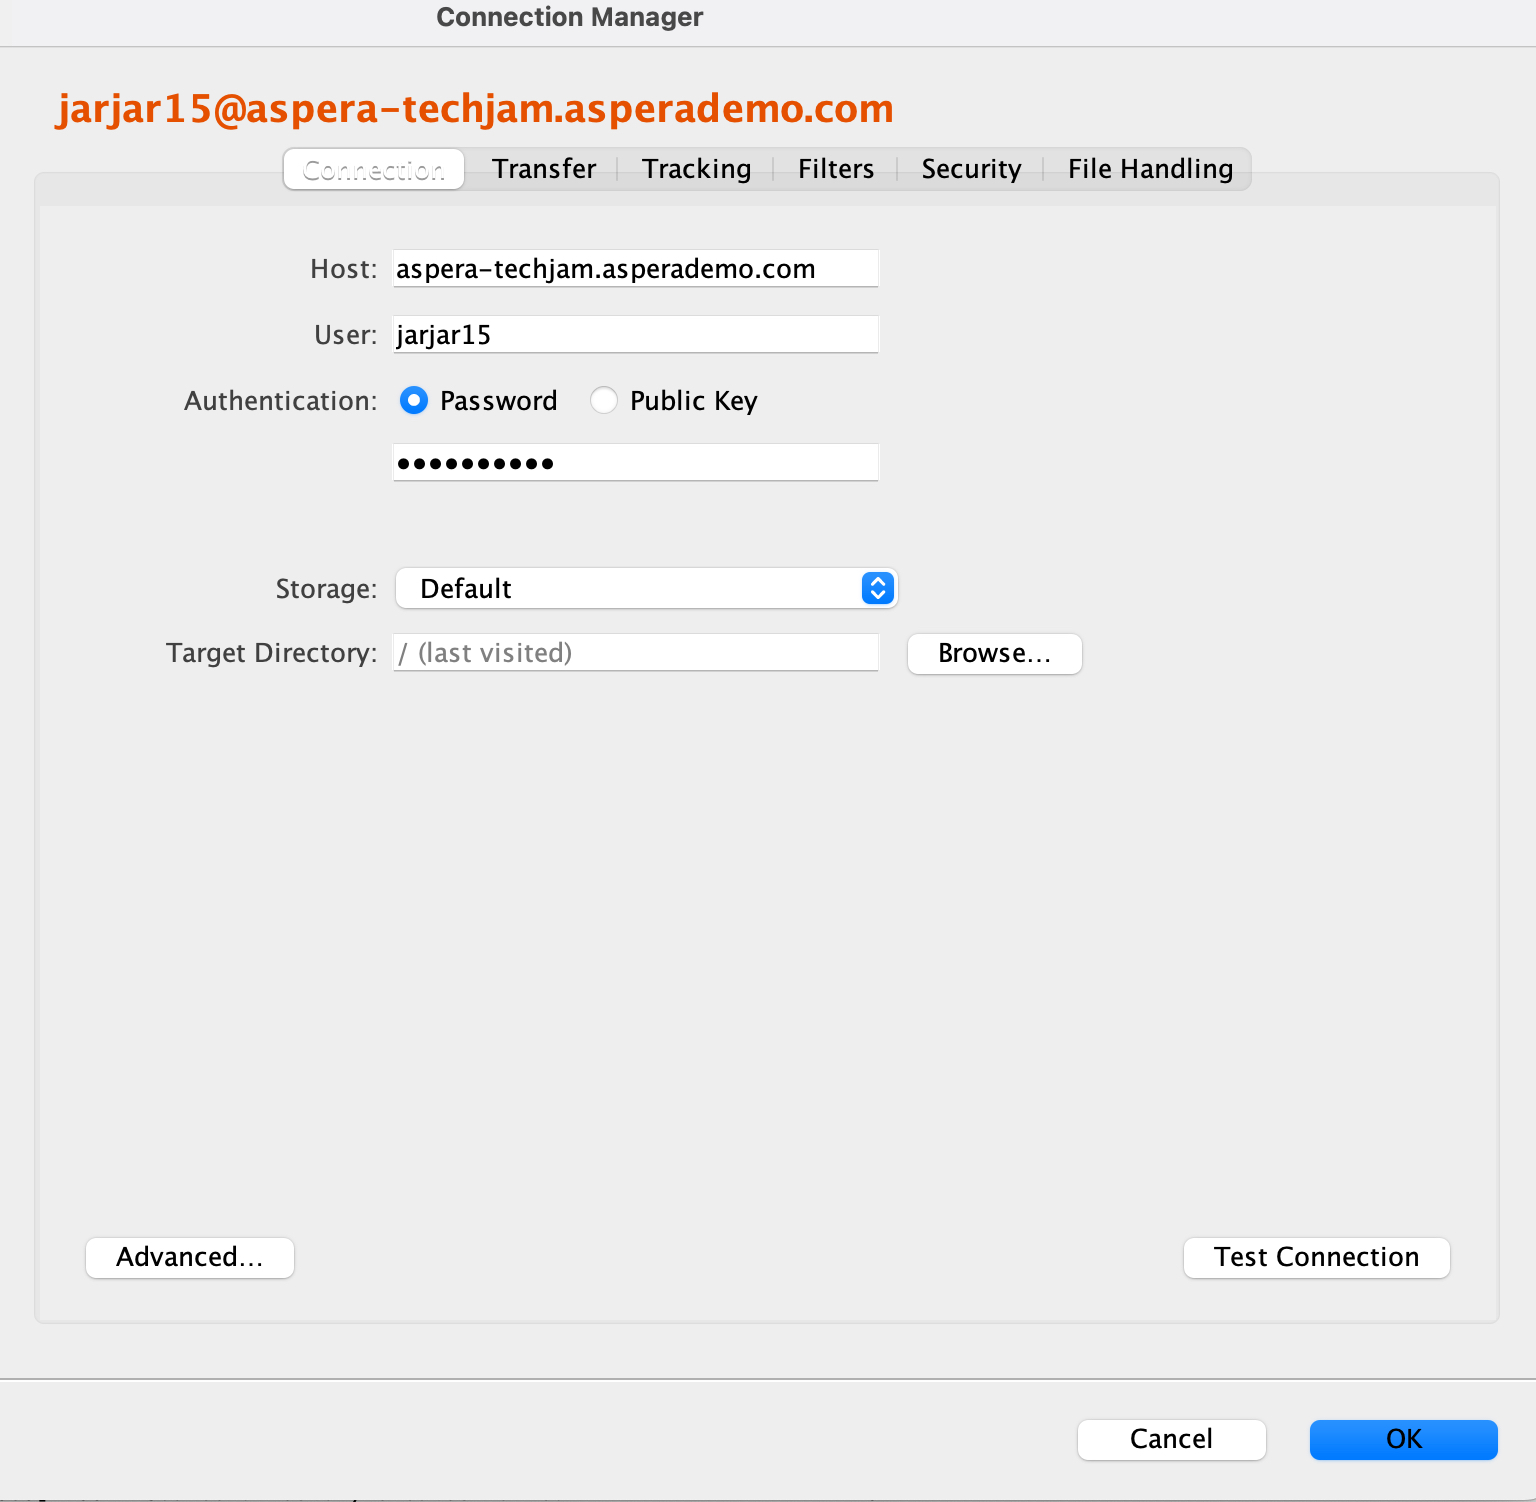 Connection Manager
jarjar15@aspera-techjam.asperademo.com
Connection Transfer Tracking Filters Security File Handling
Host: aspera-techjam.asperademo.com
User: jarjar15
Authentication: Password Public Key
••••••••••
Storage: Default
Target Directory: / (last visited) Browse...
Advanced... Test Connection
Cancel OK